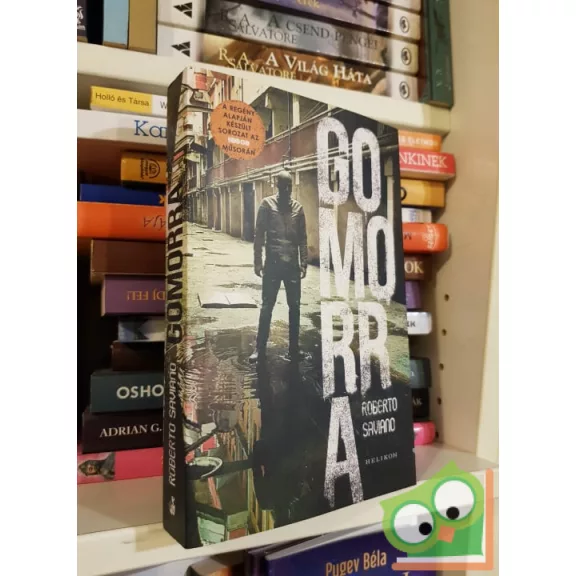 R. A. SALVATORE
A CSEND PENGÉI
R. A. SALVATORE
A VILÁG HÁTA
Holló és Társa
NKINEK
OSHO
ADRIAN G.
A REGÉNY
ALAPJÁN
KÉSZÜLT
SOROZAT AZ
MŰSORÁN
GO
MO
RR
A
ROBERTO
SAVIANO
HELIKON
ROBERTO SAVIANO
GOMORRA
Pugev Béla